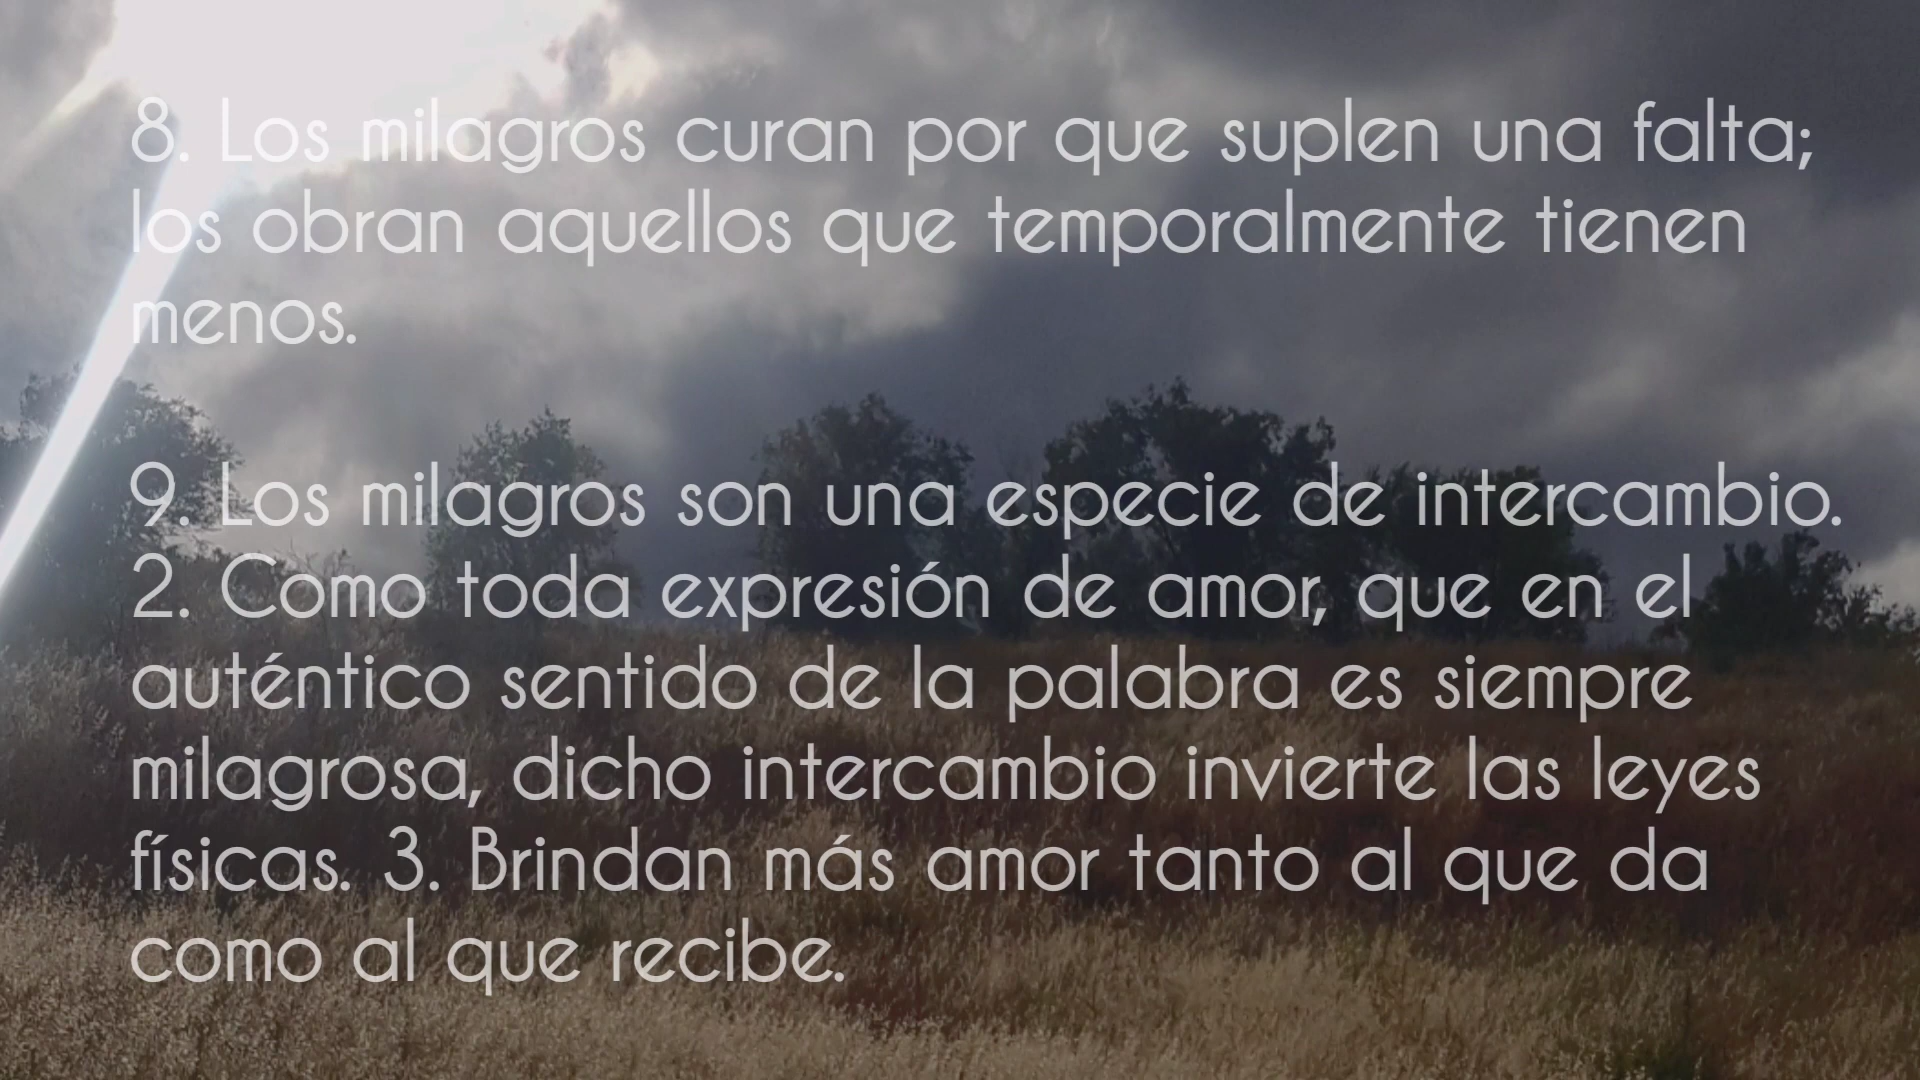 8. Los milagros curan por que suplen una falta;
los obran aquellos que temporalmente tienen
menos.
9. Los milagros son una especie de intercambio.
2. Como toda expresión de amor, que en el
auténtico sentido de la palabra es siempre
milagrosa, dicho intercambio invierte las leyes
físicas. 3. Brindan más amor tanto al que da
como al que recibe.